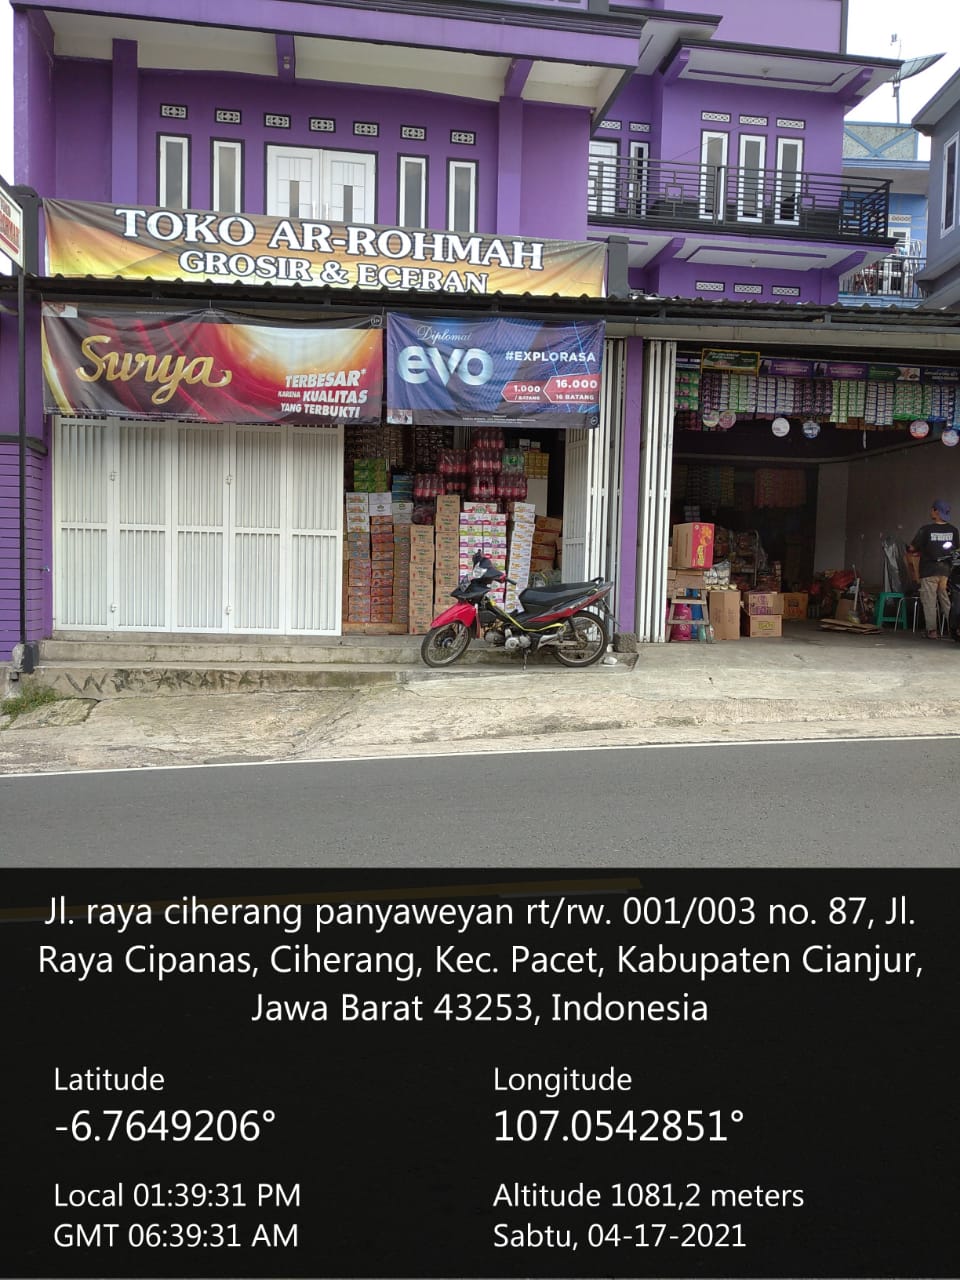 TOKO AR-ROHMAH
GROSIR & ECERAN
Surya
TERBESAR*
KARENA KUALITAS
YANG TERBUKTI
Diplomat
evo
#EXPLORASA
1.000
/ BATANG
16.000
16 BATANG
Jl. raya ciherang panyaweyan rt/rw. 001/003 no. 87, Jl.
Raya Cipanas, Ciherang, Kec. Pacet, Kabupaten Cianjur,
Jawa Barat 43253, Indonesia
Latitude
-6.7649206°
Longitude
107.0542851°
Local 01:39:31 PM
GMT 06:39:31 AM
Altitude 1081,2 meters
Sabtu, 04-17-2021